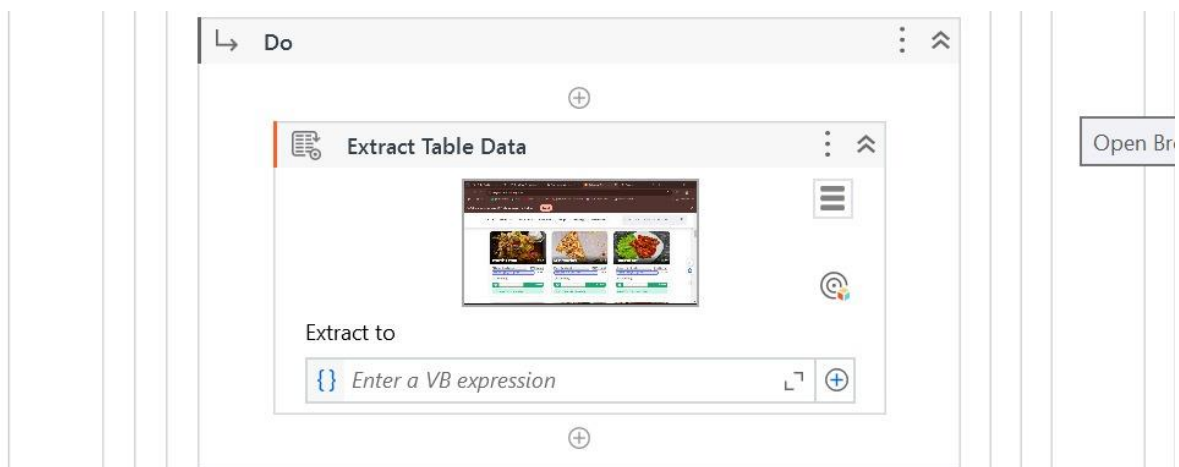 Do
Extract Table Data
Open Br
Extract to
{} Enter a VB expression